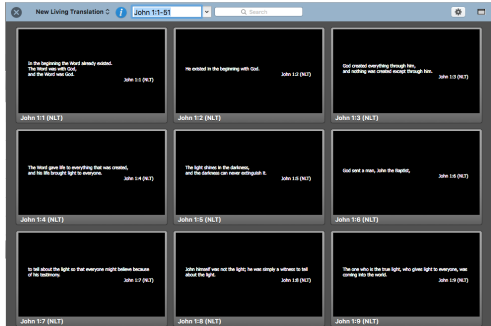 New Living Translation
i
John 1:1-51
Search
In the beginning the Word already existed.
The Word was with God,
and the Word was God.
John 1:1 (NLT)
John 1:1 (NLT)
He existed in the beginning with God.
John 1:2 (NLT)
John 1:2 (NLT)
God created everything through him,
and nothing was created except through him.
John 1:3 (NLT)
John 1:3 (NLT)
The Word gave life to everything that was created,
and his life brought light to everyone.
John 1:4 (NLT)
John 1:4 (NLT)
The light shines in the darkness,
and the darkness can never extinguish it.
John 1:5 (NLT)
John 1:5 (NLT)
God sent a man, John the Baptist,
John 1:6 (NLT)
John 1:6 (NLT)
to tell about the light so that everyone might believe because
of his testimony.
John 1:7 (NLT)
John 1:7 (NLT)
John himself was not the light; he was simply a witness to tell
about the light.
John 1:8 (NLT)
John 1:8 (NLT)
The one who is the true light, who gives light to everyone, was
coming into the world.
John 1:9 (NLT)
John 1:9 (NLT)